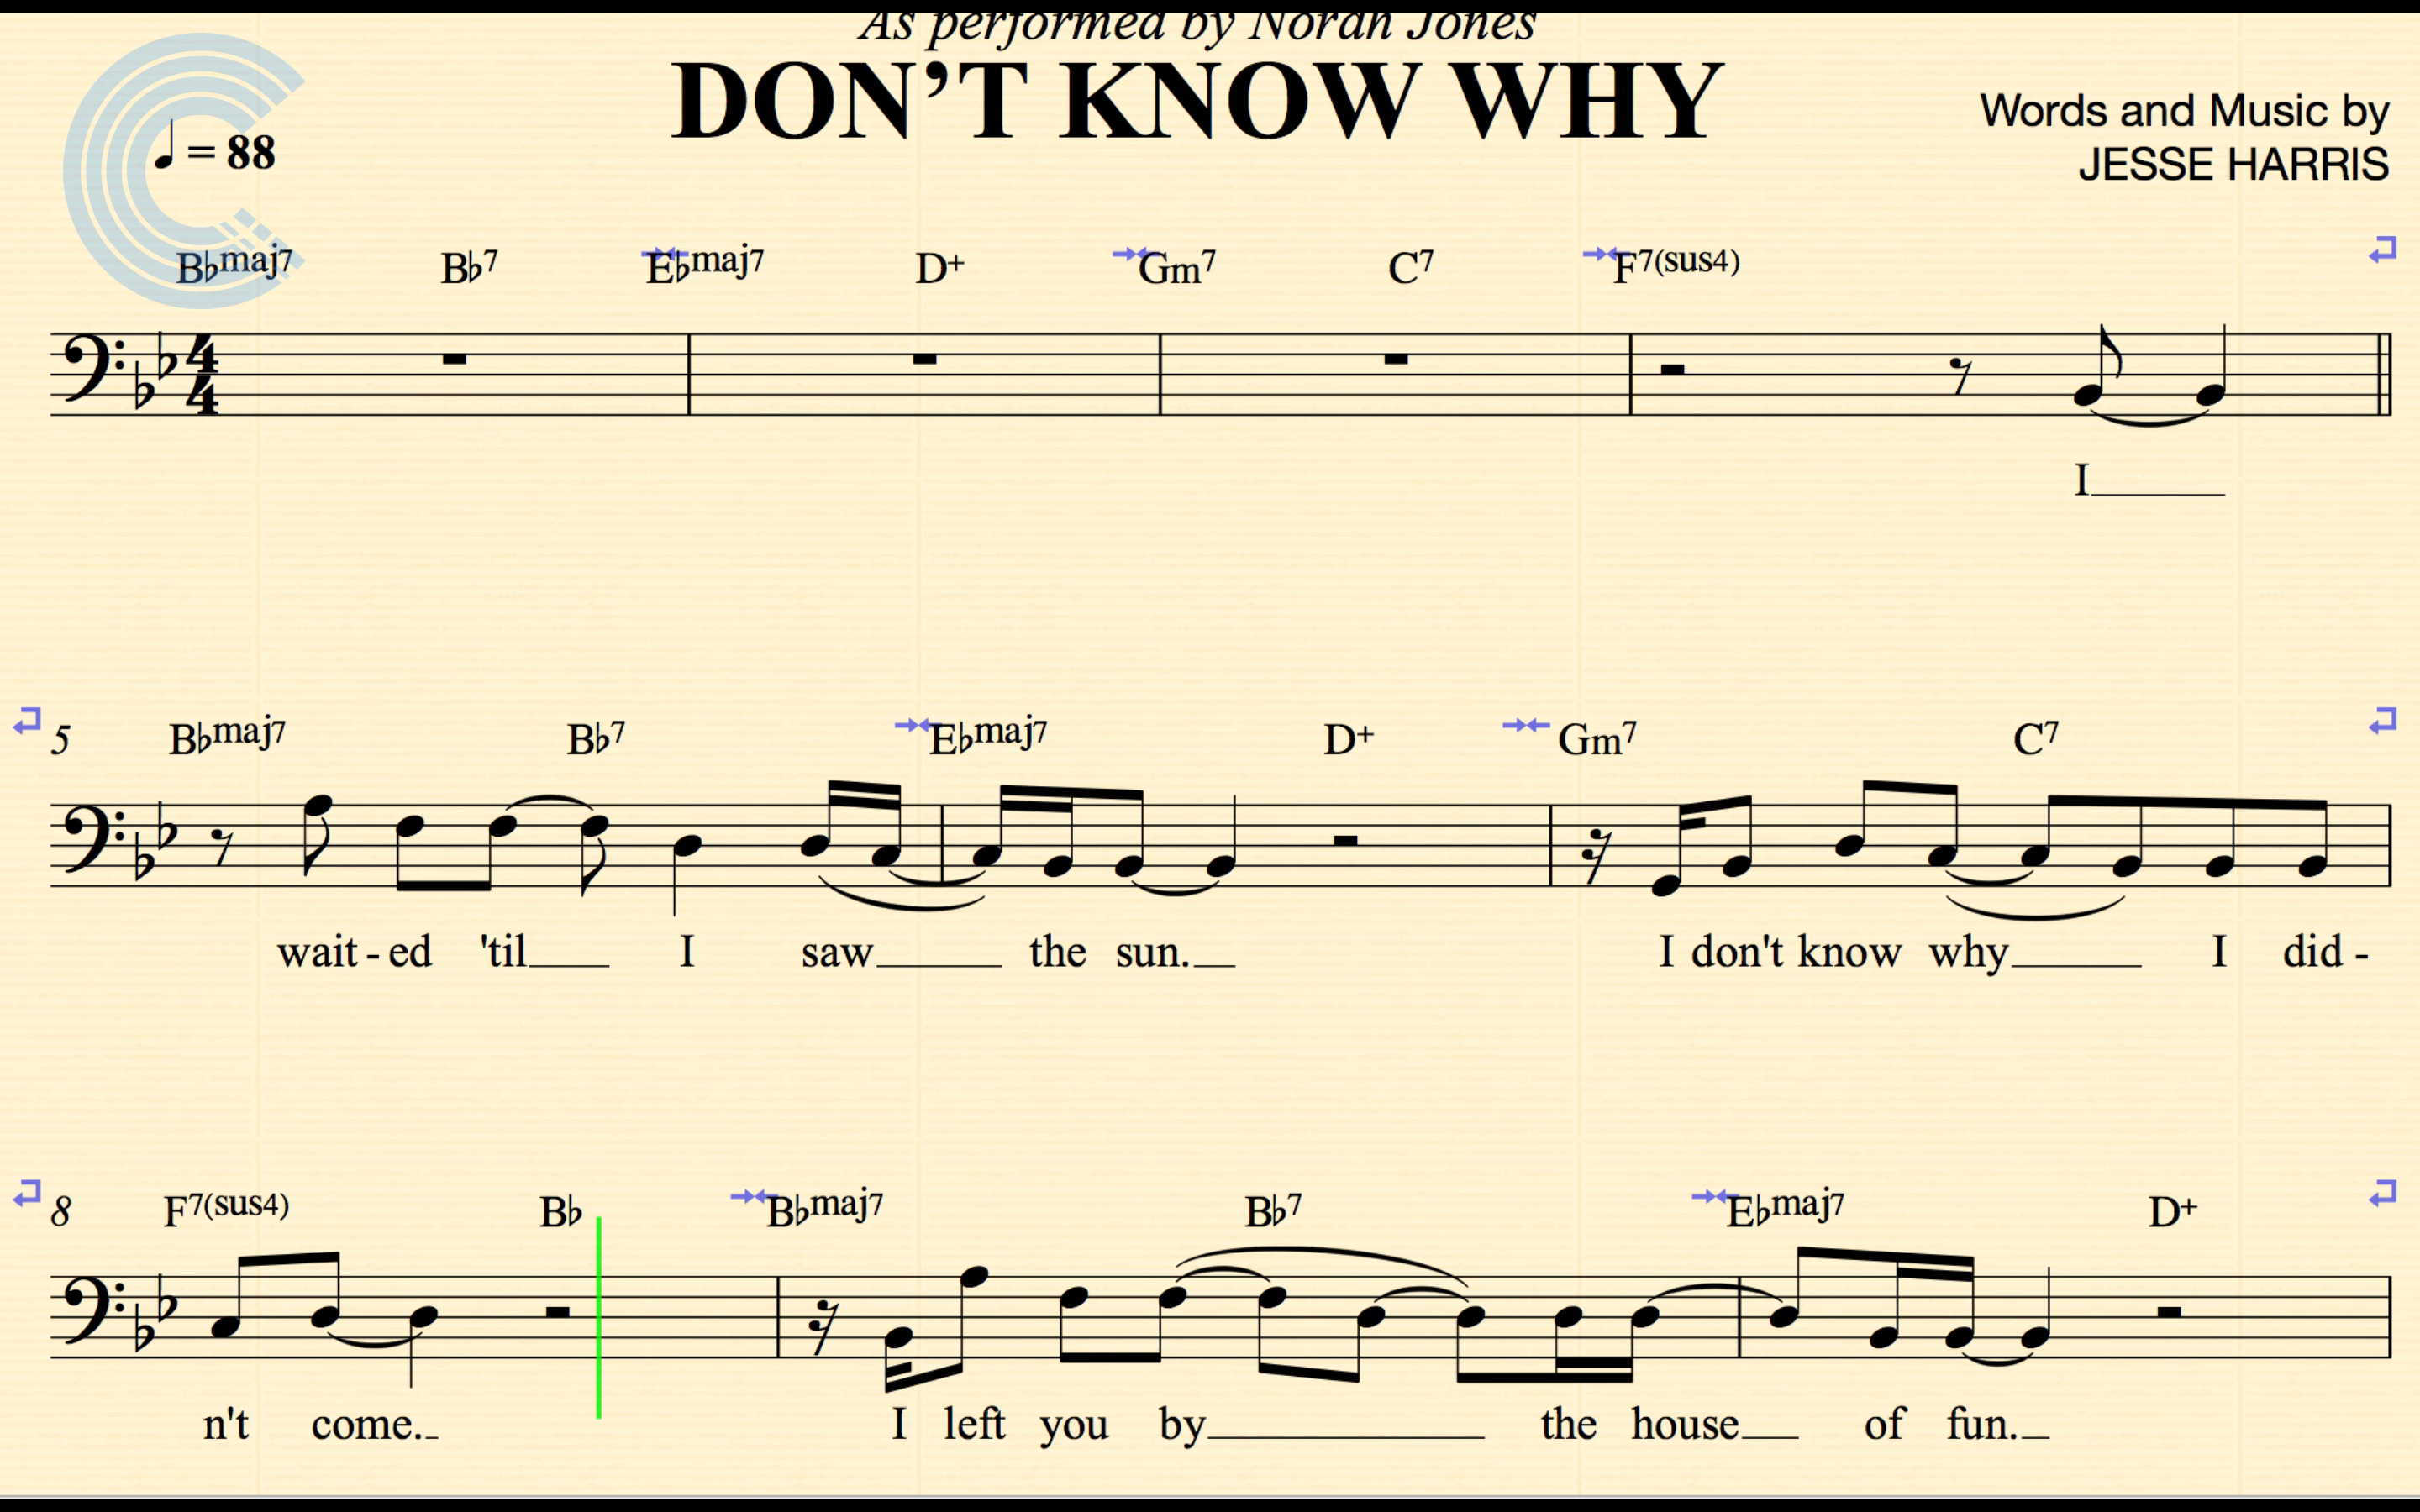 As performed by Norah Jones
DON'T KNOW WHY
Words and Music by
JESSE HARRIS
♩ = 88
B♭maj7 B♭7 E♭maj7 D+ Gm7 C7 F7(sus4)
4
4
I
5 B♭maj7 B♭7 E♭maj7 D+ Gm7 C7
wait - ed 'til I saw the sun. I don't know why I did -
8 F7(sus4) B♭ B♭maj7 B♭7 E♭maj7 D+
n't come. I left you by the house of fun.